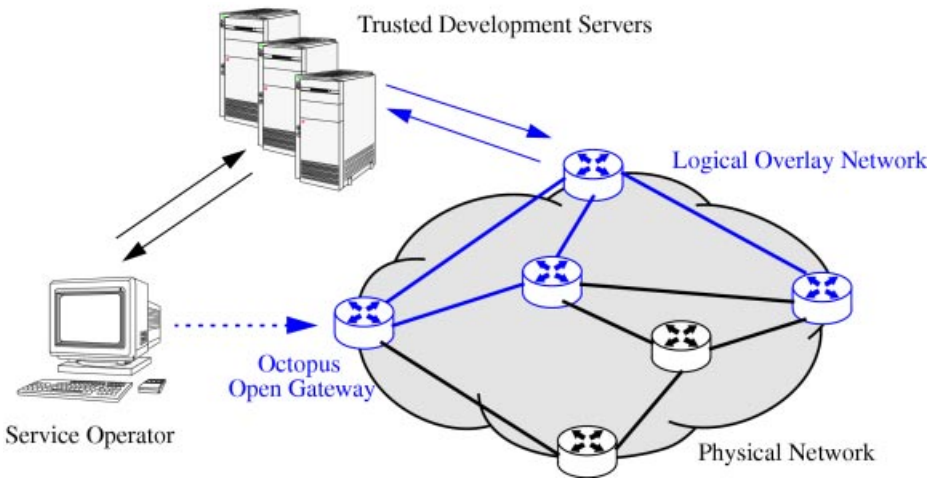 Trusted Development Servers
Logical Overlay Network
Octopus
Open Gateway
Service Operator
Physical Network